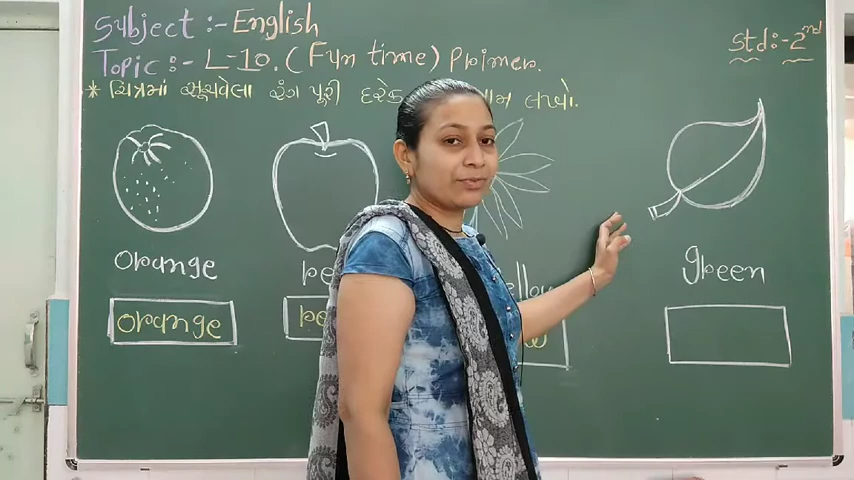 Subject :- English
Std :- 2nd
Topic :- L-10. (Fun time) Primer.
* ચિત્રમાં સૂચવેલા રંગ પૂરી દરેક લખો.
orange green
orange